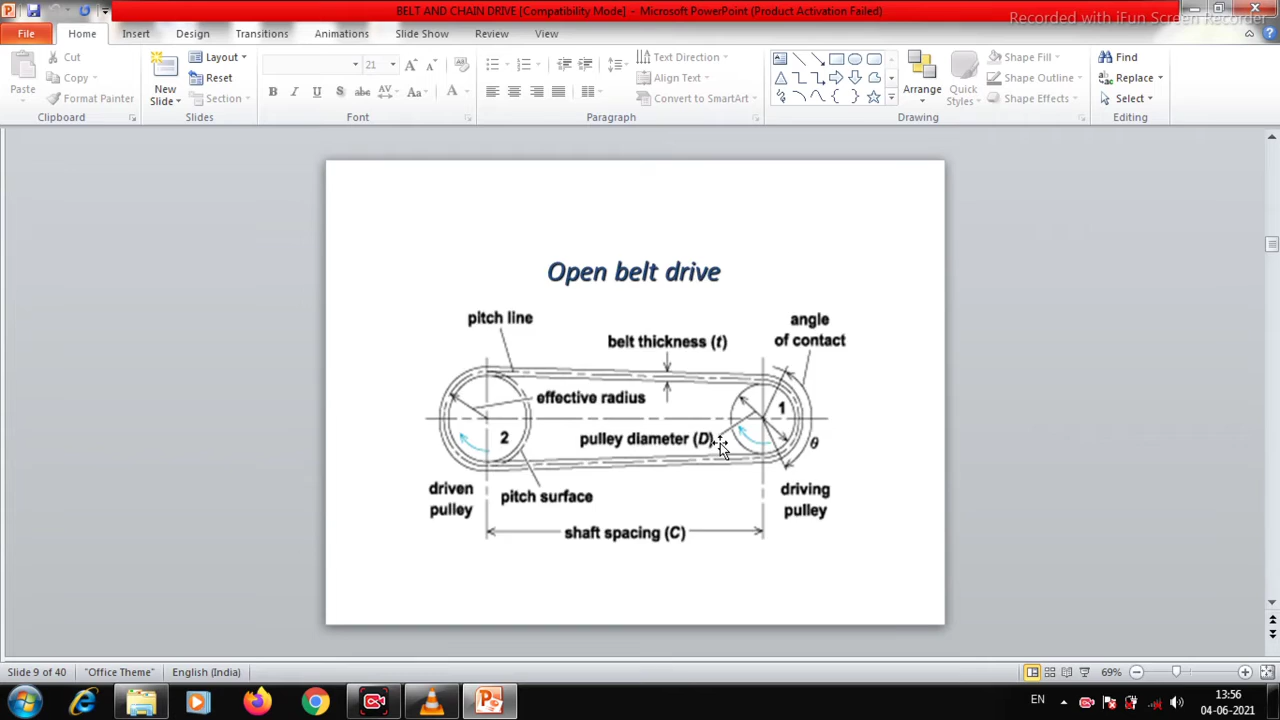 BELT AND CHAIN DRIVE [Compatibility Mode] - Microsoft PowerPoint (Product Activation Failed)
Recorded with iFun Screen Recorder
File Home Insert Design Transitions Animations Slide Show Review View
Paste
Cut
Copy
Format Painter
Clipboard
New
Slide
Layout
Reset
Section
Slides
21
B I U S abc AV Aa A
Font
Text Direction
Align Text
Convert to SmartArt
Paragraph
Arrange
Quick
Styles
Shape Fill
Shape Outline
Shape Effects
Drawing
Find
Replace
Select
Editing
Open belt drive
pitch line
belt thickness (t)
angle
of contact
effective radius
1
2
pulley diameter (D)
θ
driven
pulley
pitch surface
driving
pulley
shaft spacing (C)
Slide 9 of 40 "Office Theme" English (India) 69%
EN
13:56
04-06-2021